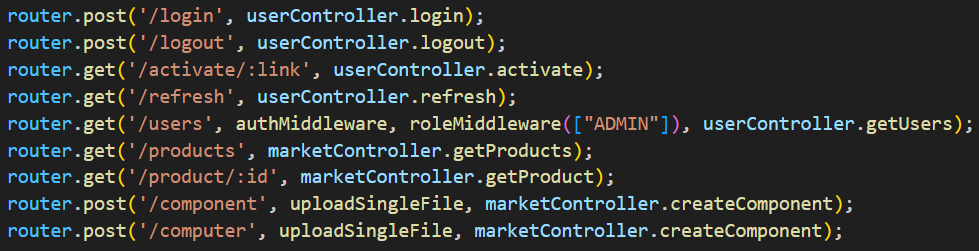 router.post('/login', userController.login);
router.post('/logout', userController.logout);
router.get('/activate/:link', userController.activate);
router.get('/refresh', userController.refresh);
router.get('/users', authMiddleware, roleMiddleware(["ADMIN"]), userController.getUsers);
router.get('/products', marketController.getProducts);
router.get('/product/:id', marketController.getProduct);
router.post('/component', uploadSingleFile, marketController.createComponent);
router.post('/computer', uploadSingleFile, marketController.createComponent);